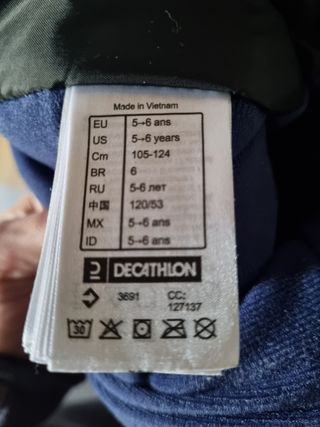 Made in Vietnam
EU 5→6 ans
US 5→6 years
Cm 105-124
BR 6
RU 5-6 лет
中国 120/53
MX 5→6 ans
ID 5→6 ans
DECATHLON
3691 CC:
127137
30